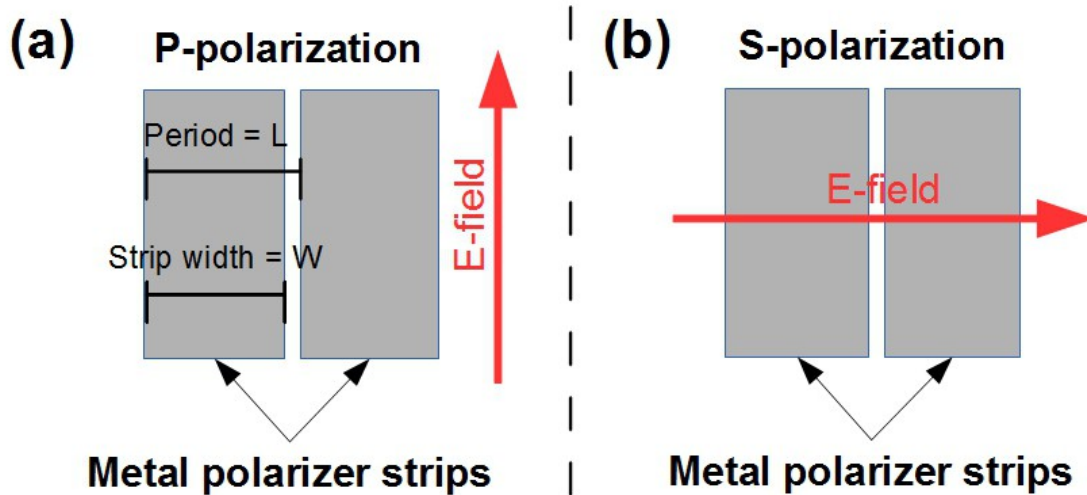 (a)
P-polarization
Period = L
Strip width = W
E-field
Metal polarizer strips
(b)
S-polarization
E-field
Metal polarizer strips